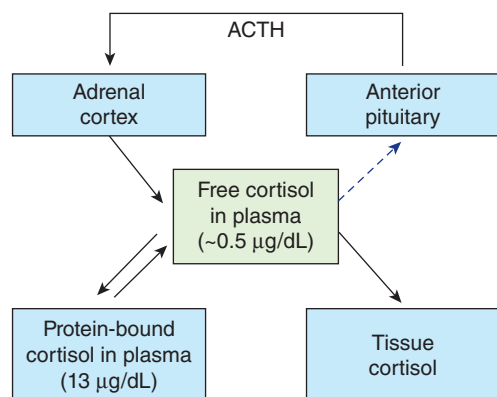 ACTH
Adrenal
cortex
Anterior
pituitary
Free cortisol
in plasma
(~0.5 μg/dL)
Protein-bound
cortisol in plasma
(13 μg/dL)
Tissue
cortisol